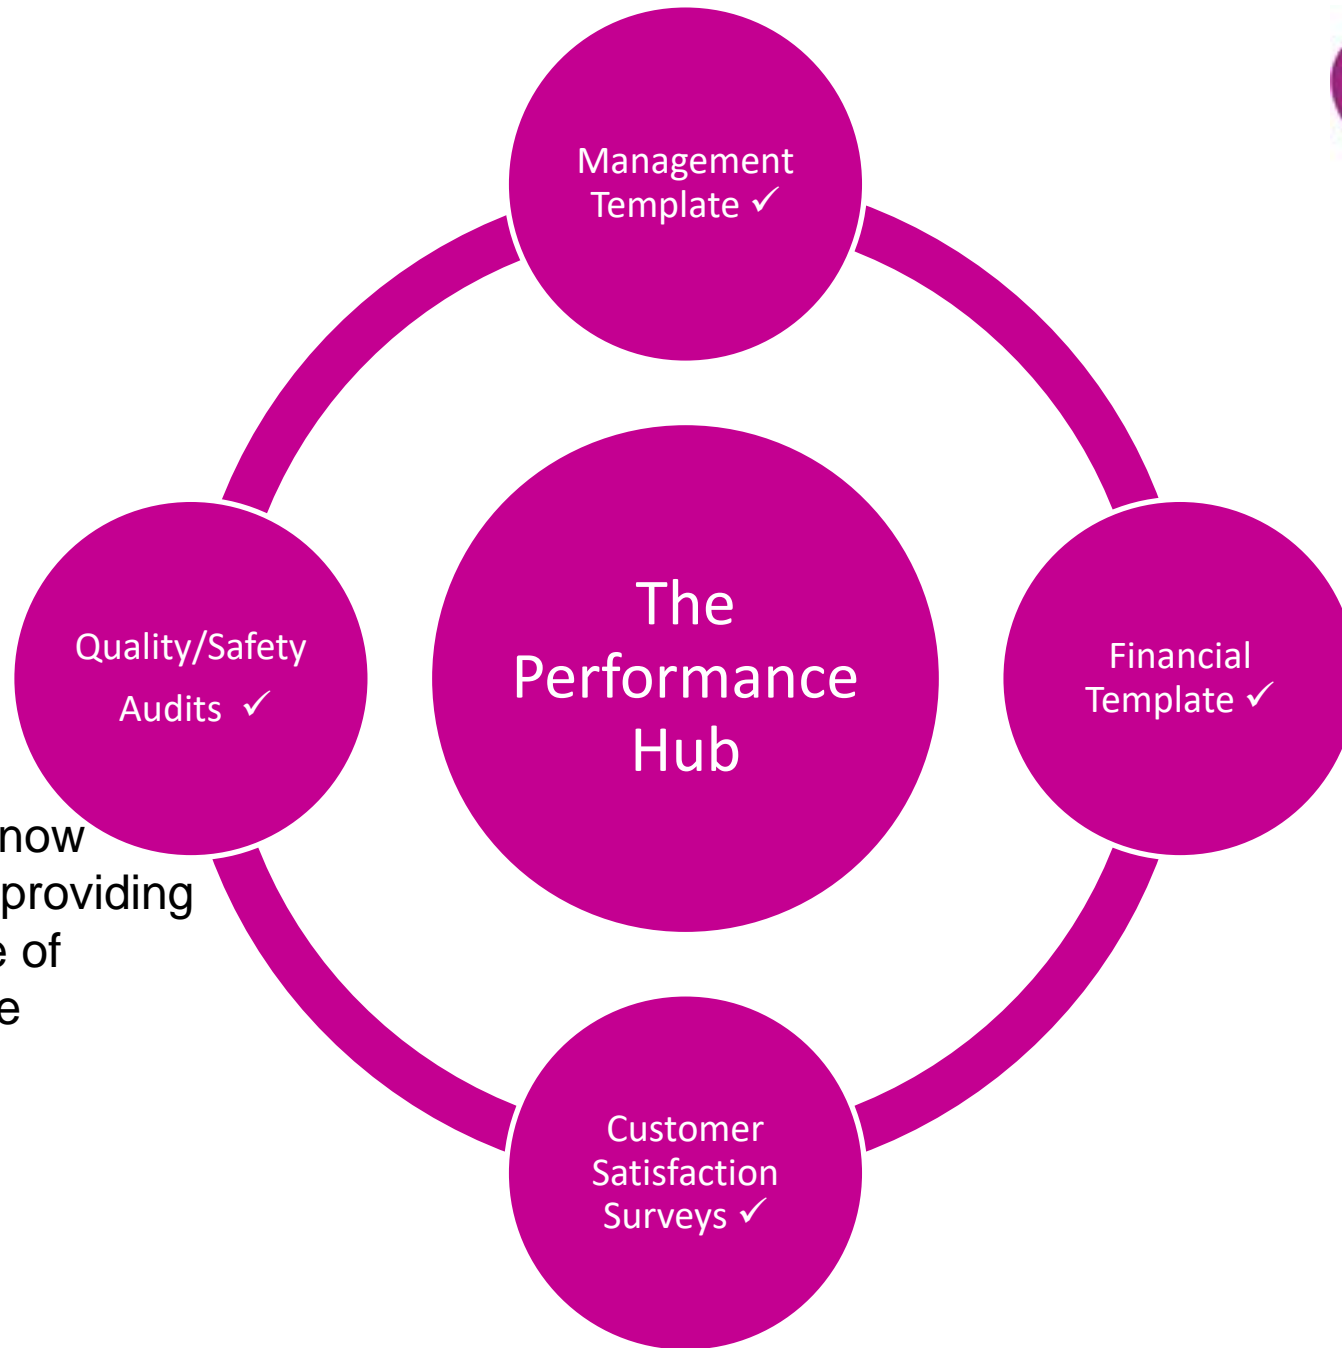 Management
Template ✓
Quality/Safety
Audits ✓
The
Performance
Hub
Financial
Template ✓
now
providing
of
Customer
Satisfaction
Surveys ✓